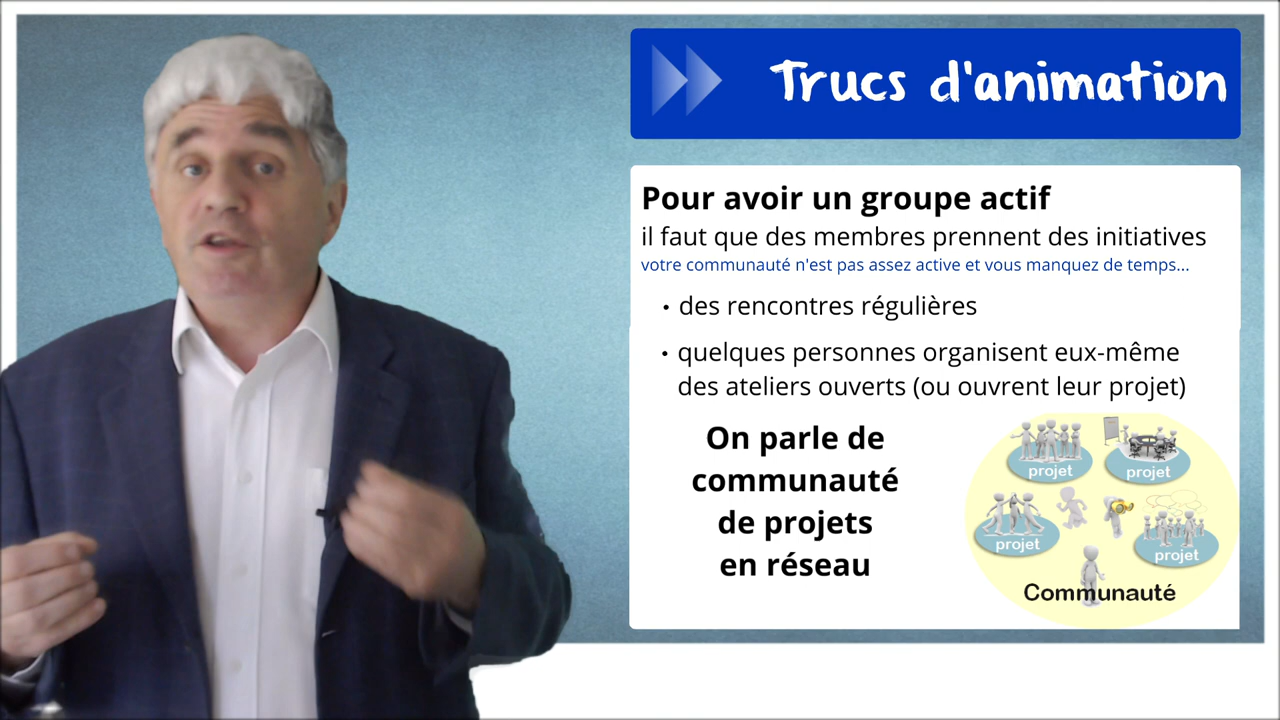 Trucs d'animation
Pour avoir un groupe actif
il faut que des membres prennent des initiatives
votre communauté n'est pas assez active et vous manquez de temps...
• des rencontres régulières
• quelques personnes organisent eux-même
des ateliers ouverts (ou ouvrent leur projet)
On parle de
communauté
de projets
en réseau
projet
projet
projet
projet
Communauté